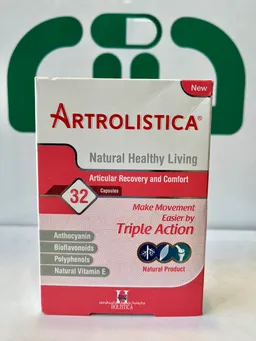 New
ARTROLISTICA®
Natural Healthy Living
Articular Recovery and Comfort
32
Capsules
Make Movement
Easier by
Triple Action
Anthocyanin
Bioflavonoids
Polyphenols
Natural Vitamin E
Natural Product
H
HOLISTICA